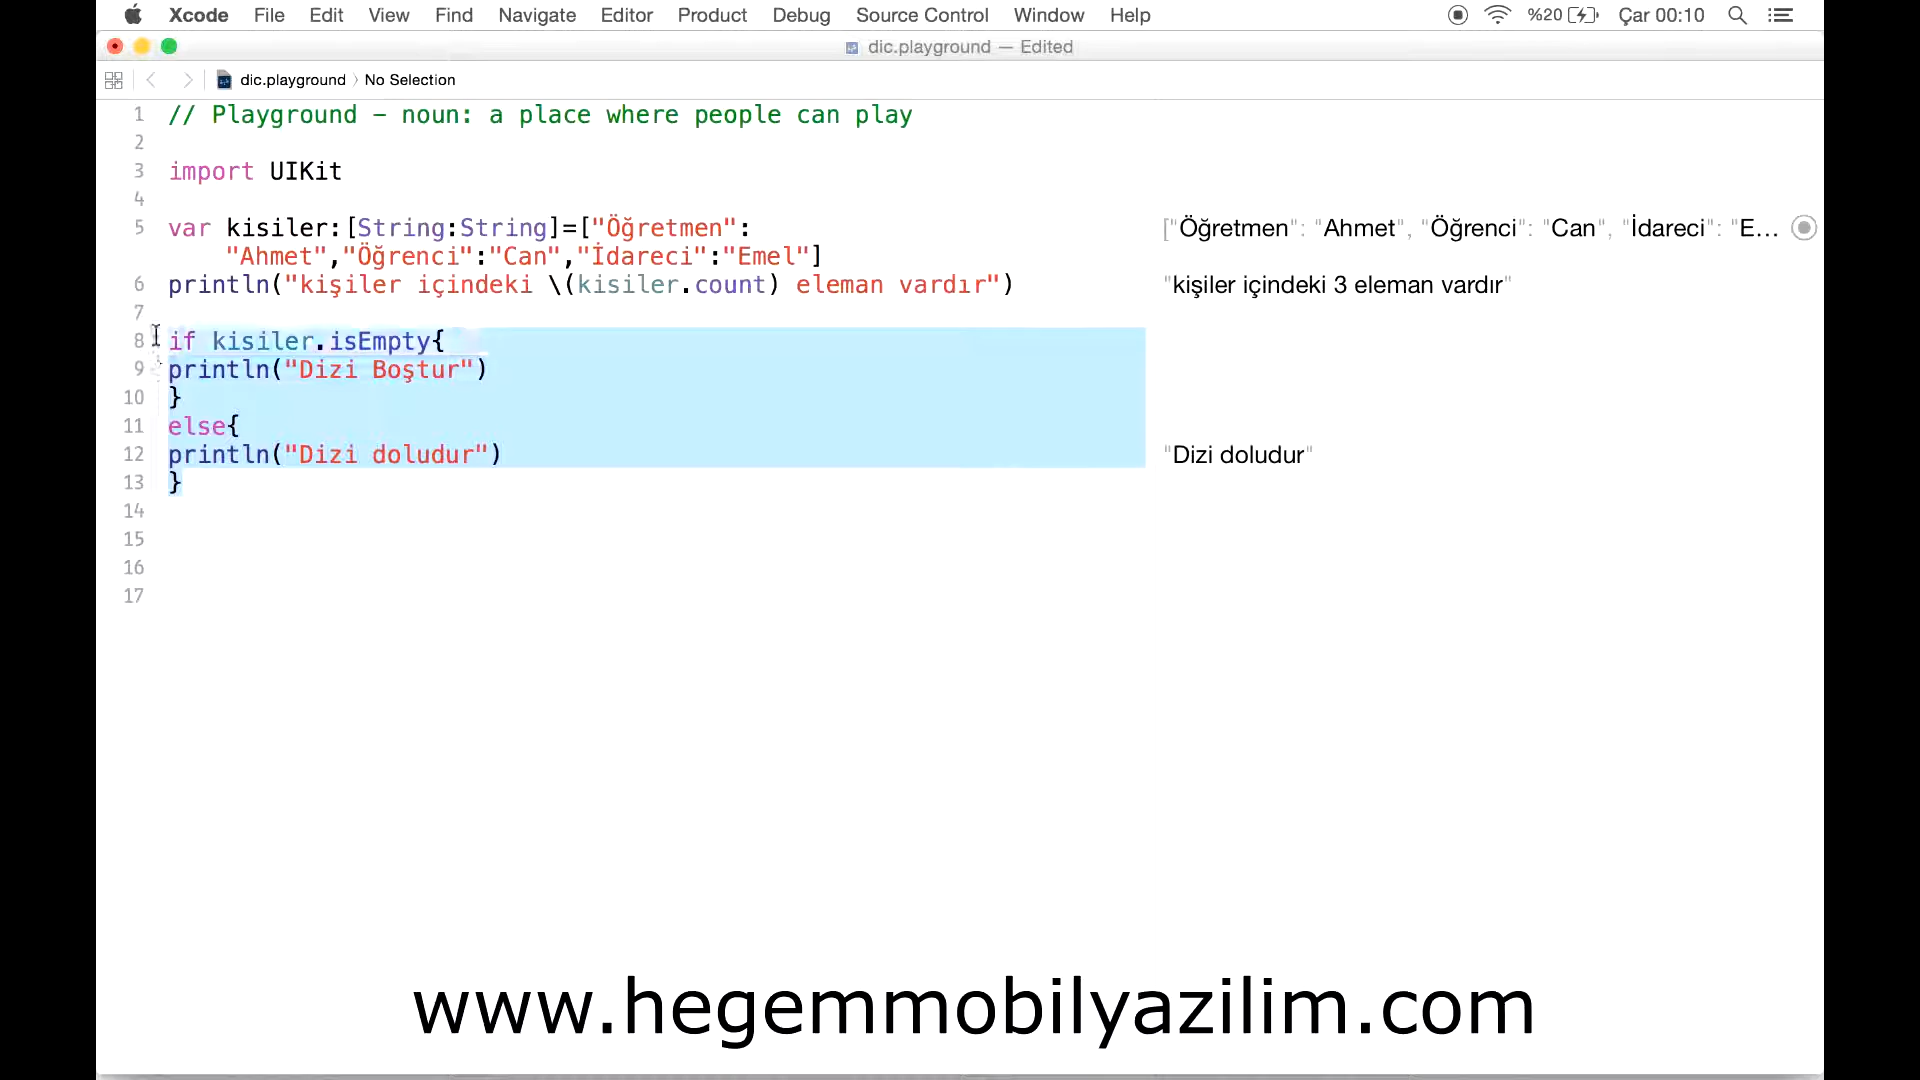 Xcode File Edit View Find Navigate Editor Product Debug Source Control Window Help %20 Çar 00:10
dic.playground — Edited
dic.playground 〉 No Selection
1 // Playground - noun: a place where people can play
2
3 import UIKit
4
5 var kisiler:[String:String]=["Öğretmen":
"Ahmet","Öğrenci":"Can","İdareci":"Emel"]
["Öğretmen": "Ahmet", "Öğrenci": "Can", "İdareci": "E...
6 println("kişiler içindeki \(kisiler.count) eleman vardır")
"kişiler içindeki 3 eleman vardır"
7
8 if kisiler.isEmpty{
9 println("Dizi Boştur")
10 }
11 else{
12 println("Dizi doludur")
"Dizi doludur"
13 }
14
15
16
17
www.hegemmobilyazilim.com